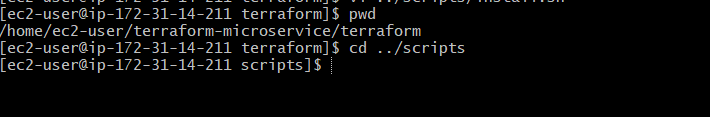 [ec2-user@ip-172-31-14-211 terraform]$ pwd
/home/ec2-user/terraform-microservice/terraform
[ec2-user@ip-172-31-14-211 terraform]$ cd ../scripts
[ec2-user@ip-172-31-14-211 scripts]$